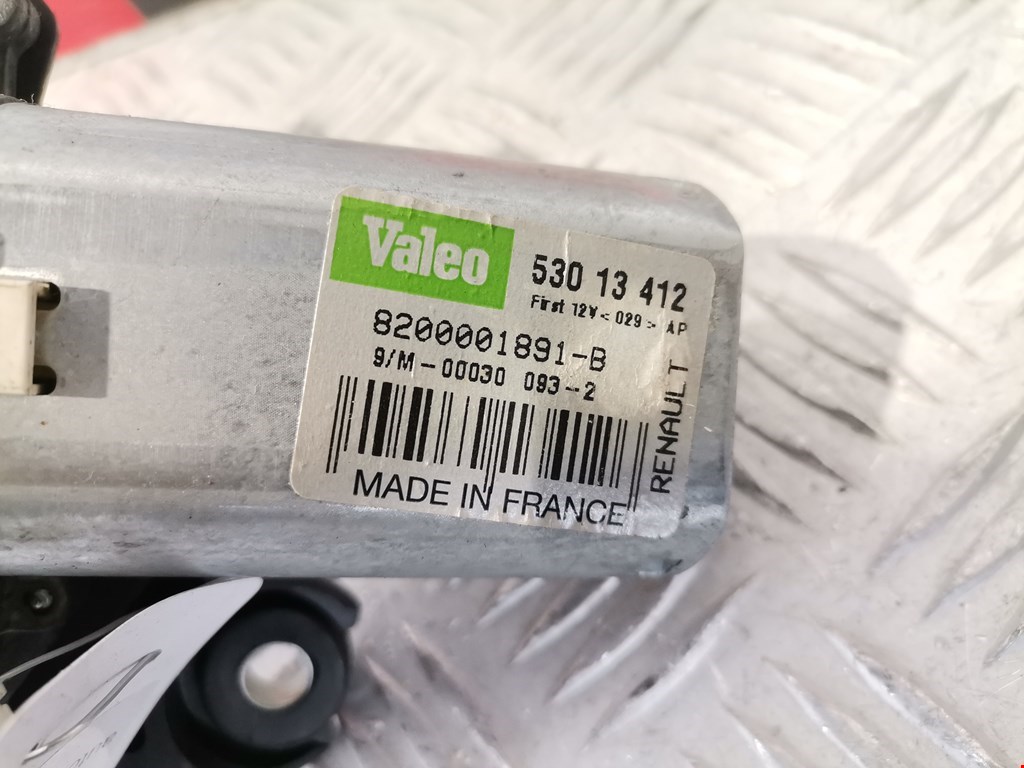 Valeo
530 13 412
First 12V < 029 > AP
8200001891-B
9/M-00030 093-2
RENAULT
MADE IN FRANCE